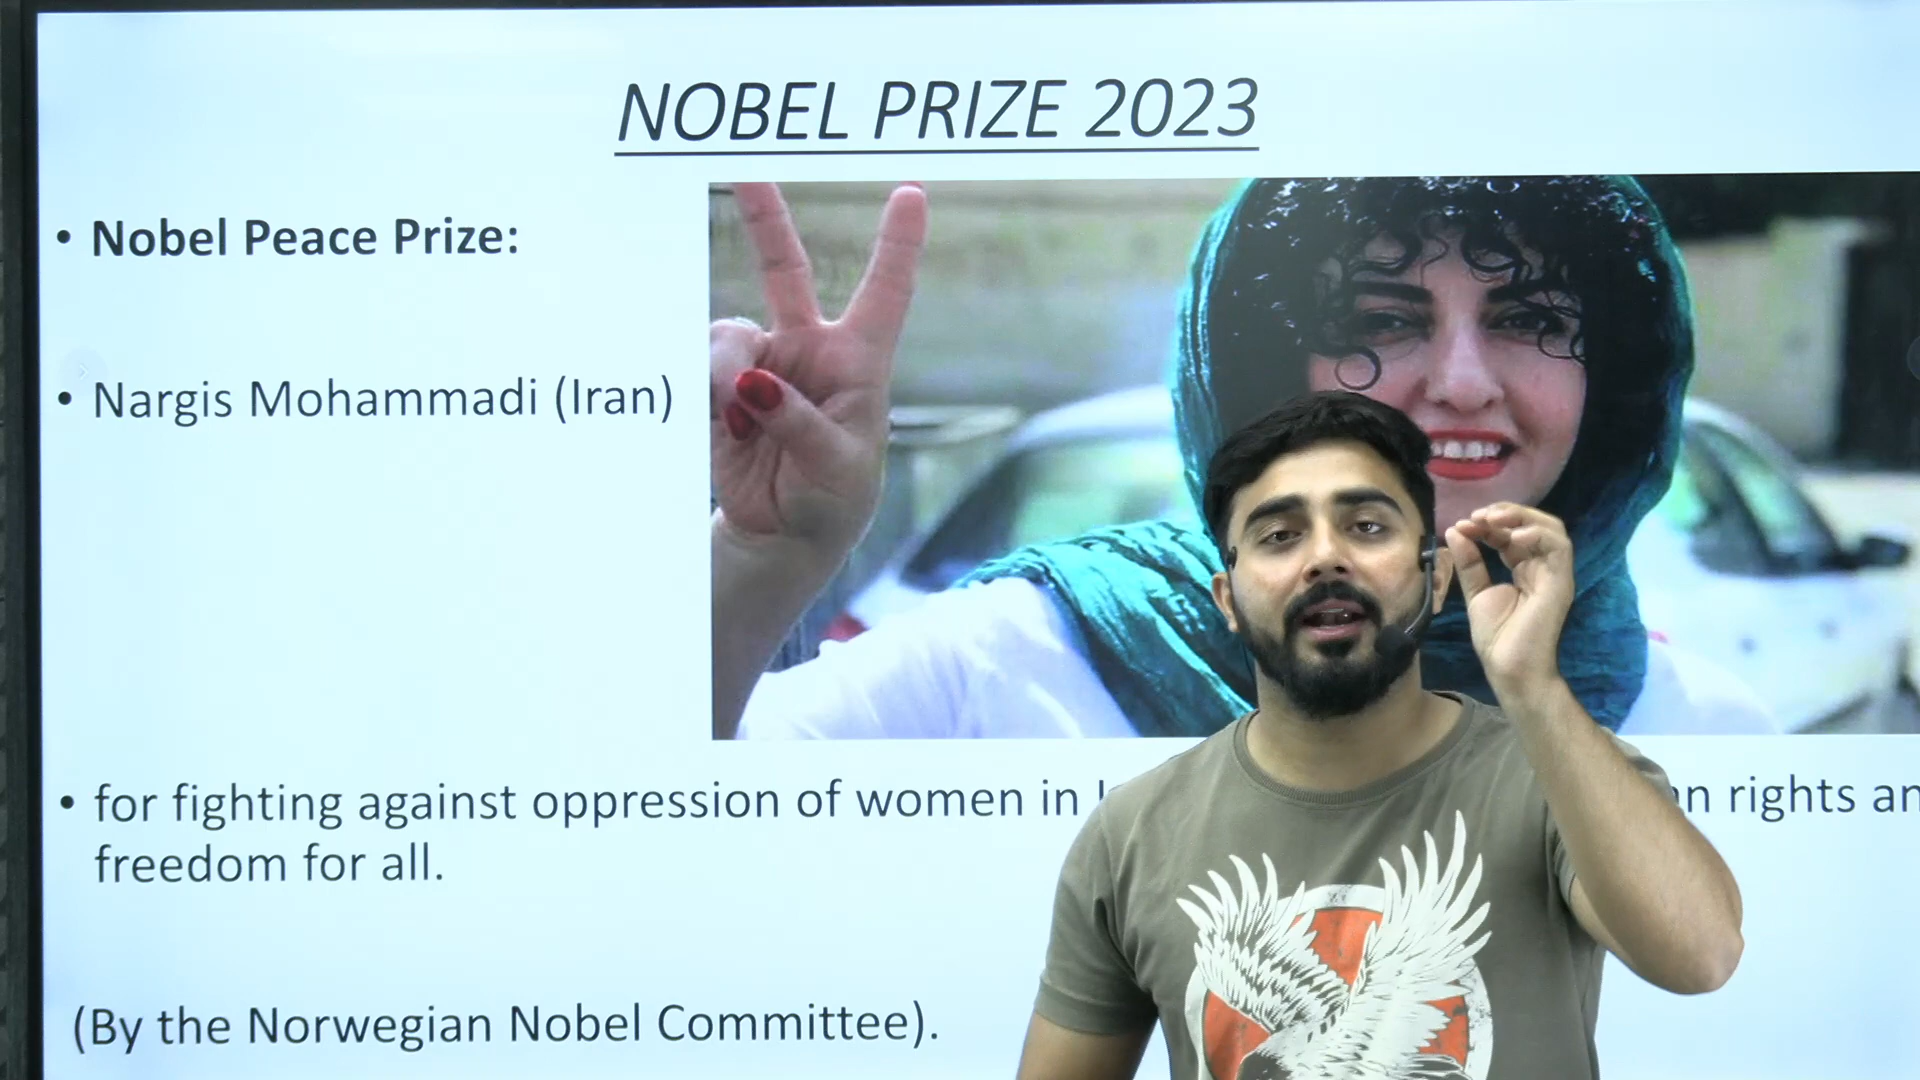 NOBEL PRIZE 2023
• Nobel Peace Prize:
• Nargis Mohammadi (Iran)
• for fighting against oppression of women in rights
freedom for all.
(By the Norwegian Nobel Committee).